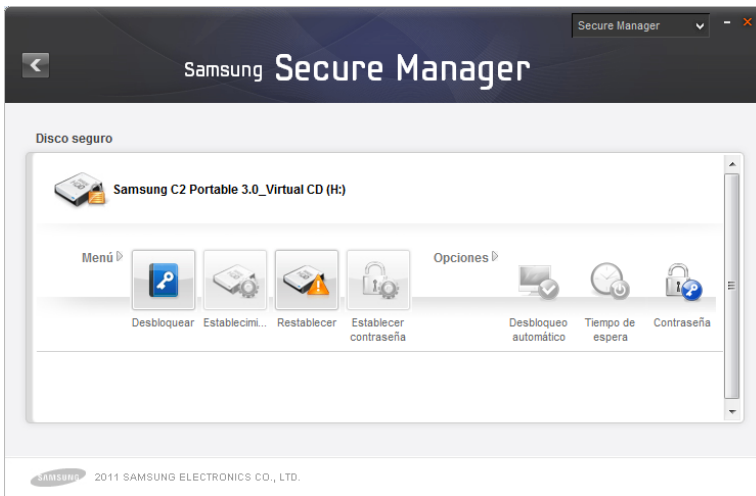 Secure Manager
Samsung Secure Manager
Disco seguro
Samsung C2 Portable 3.0_Virtual CD (H:)
Menú
Opciones
Desbloquear
Establecimi...
Restablecer
Establecer
contraseña
Desbloqueo
automático
Tiempo de
espera
Contraseña
SAMSUNG
2011 SAMSUNG ELECTRONICS CO., LTD.